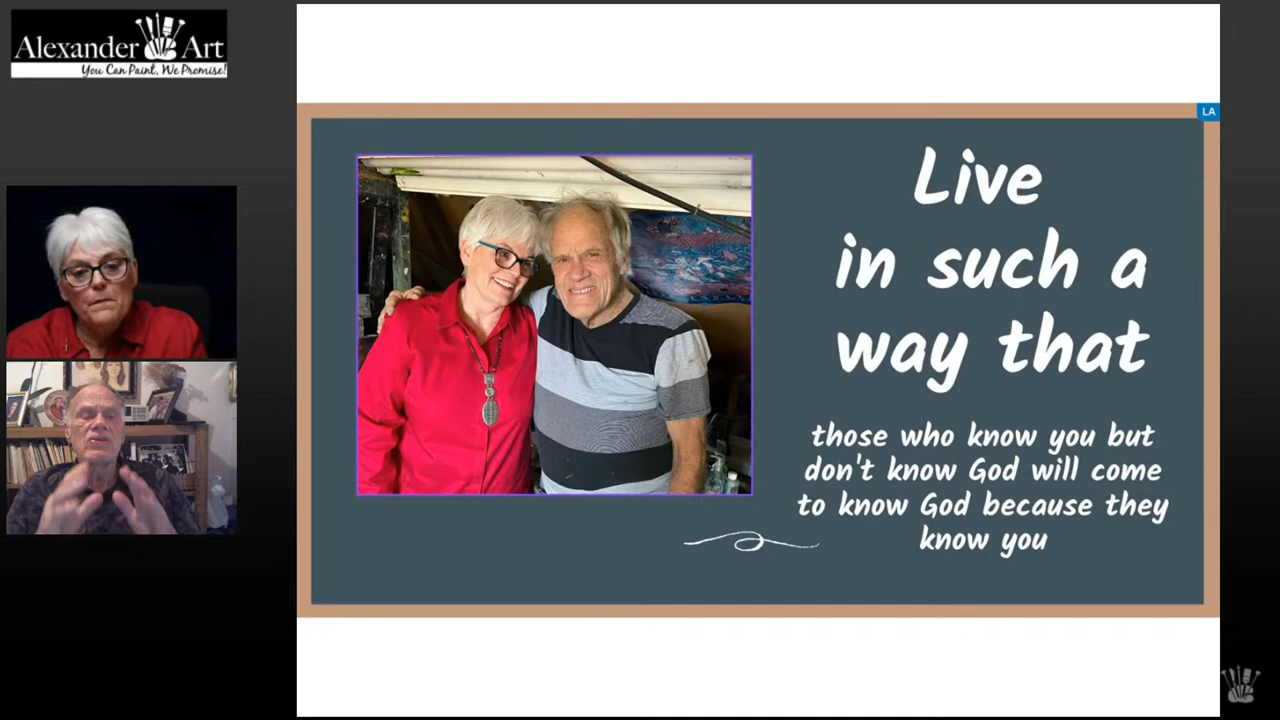 Alexander Art
You Can Paint, We Promise!
LA
Live
in such a
way that
those who know you but
don't know God will come
to know God because they
know you